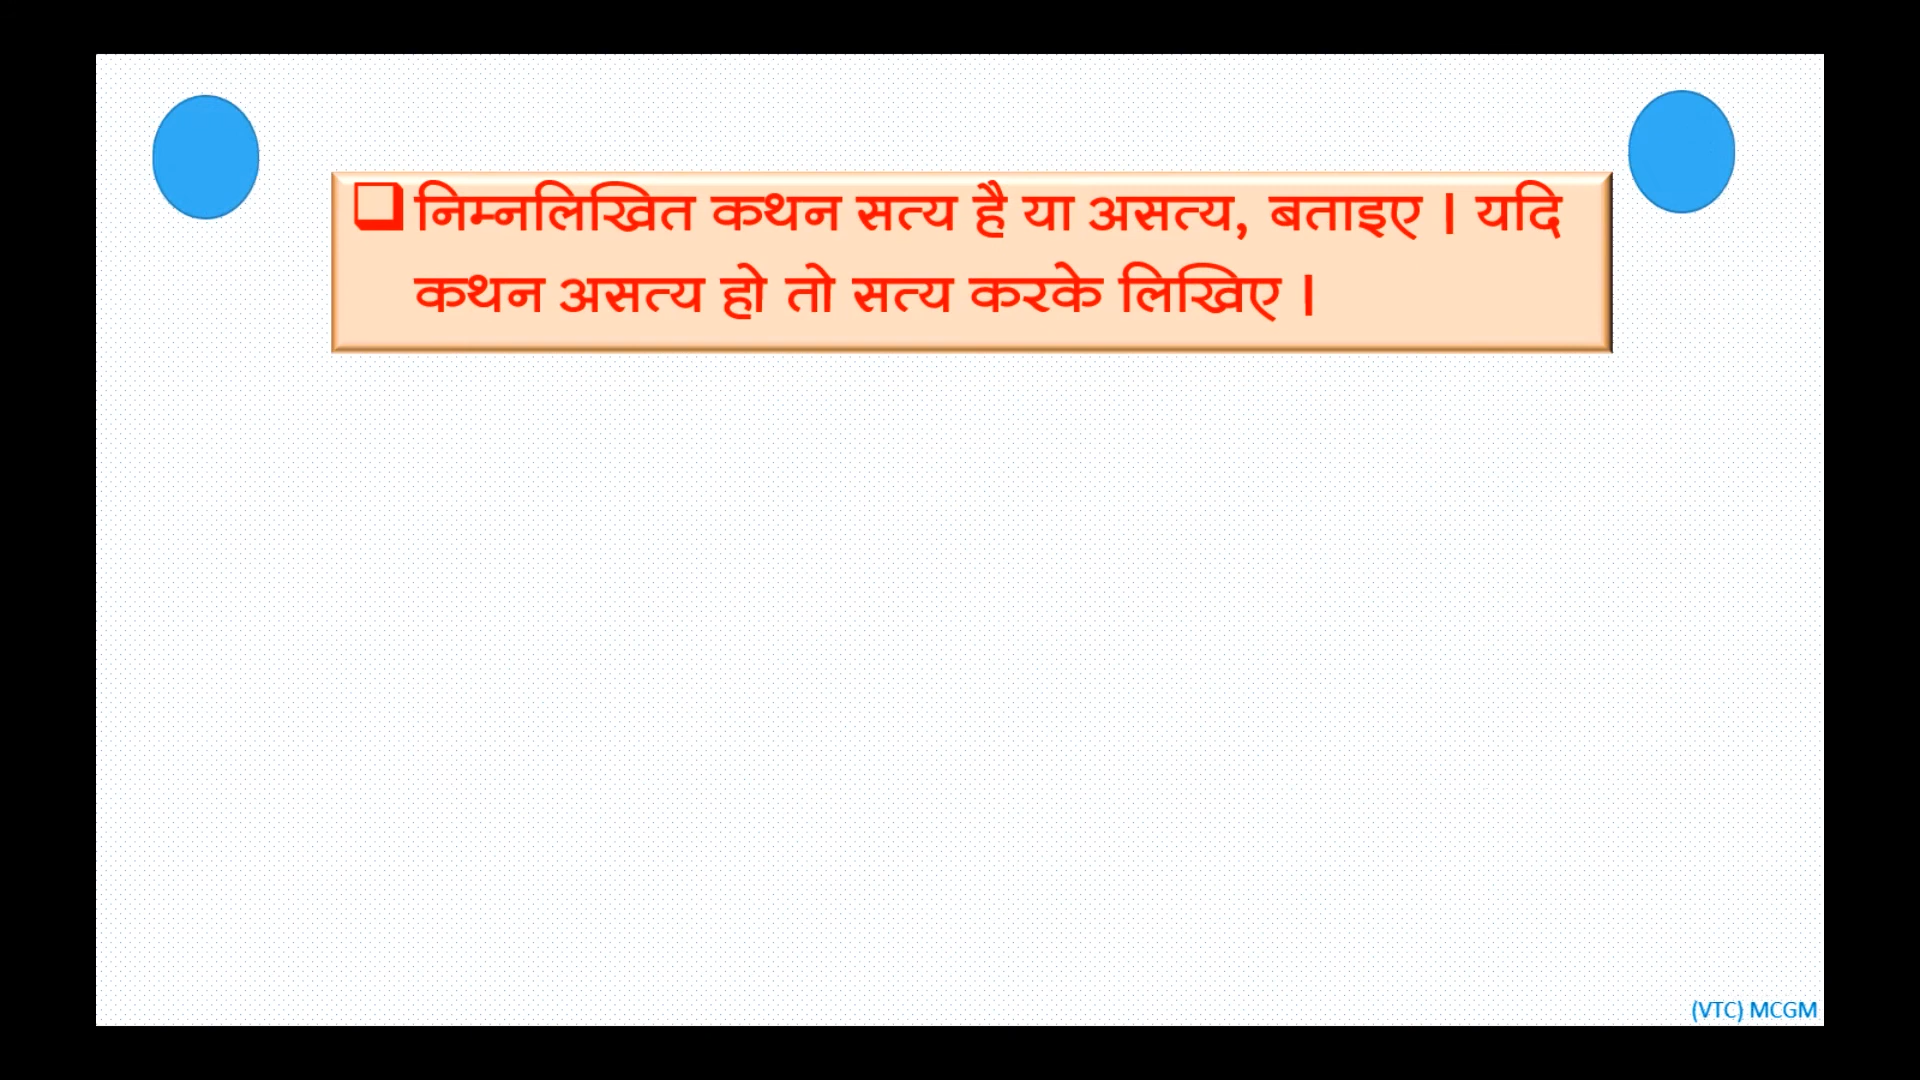 निम्नलिखित कथन सत्य है या असत्य, बताइए । यदि
कथन असत्य हो तो सत्य करके लिखिए ।
(VTC) MCGM